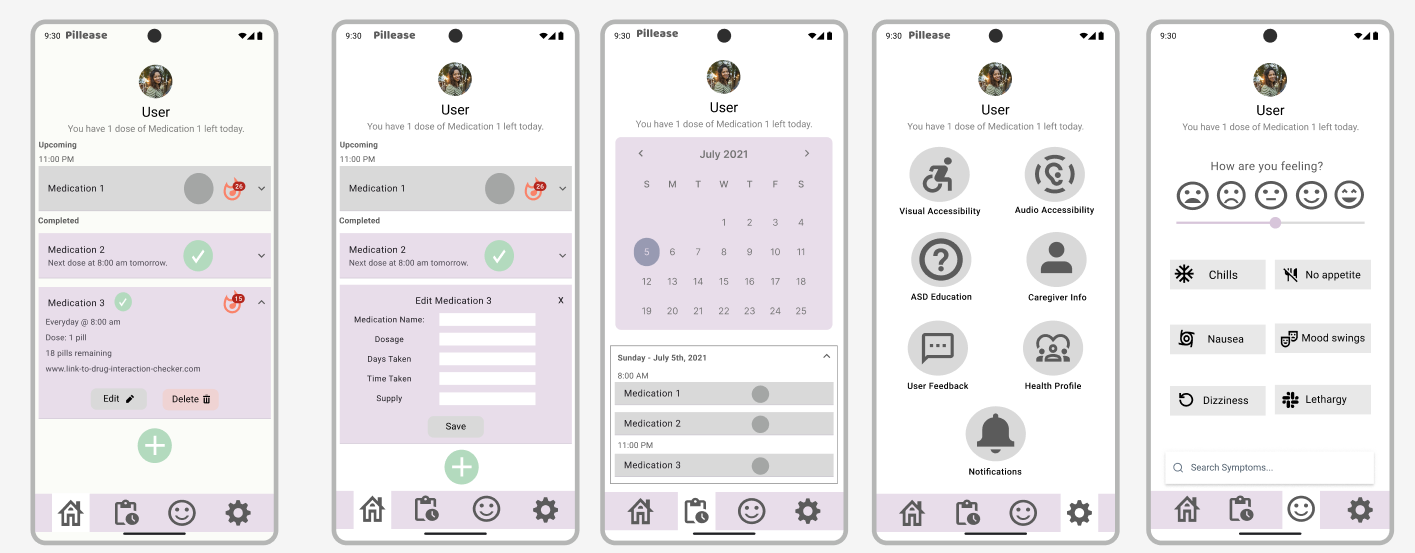 9:30 Pillease
User
You have 1 dose of Medication 1 left today.
Upcoming
11:00 PM
Medication 1
26
Completed
Medication 2
Next dose at 8:00 am tomorrow.
Medication 3
15
Everyday @ 8:00 am
Dose: 1 pill
18 pills remaining
www.link-to-drug-interaction-checker.com
Edit
Delete
9:30 Pillease
User
You have 1 dose of Medication 1 left today.
Upcoming
11:00 PM
Medication 1
26
Completed
Medication 2
Next dose at 8:00 am tomorrow.
Edit Medication 3 X
Medication Name:
Dosage
Days Taken
Time Taken
Supply
Save
9:30 Pillease
User
You have 1 dose of Medication 1 left today.
July 2021
S M T W T F S
1 2 3 4
5 6 7 8 9 10 11
12 13 14 15 16 17 18
19 20 21 22 23 24 25
Sunday - July 5th, 2021
8:00 AM
Medication 1
Medication 2
11:00 PM
Medication 3
9:30 Pillease
User
You have 1 dose of Medication 1 left today.
Visual Accessibility
Audio Accessibility
ASD Education
Caregiver Info
User Feedback
Health Profile
Notifications
9:30
User
You have 1 dose of Medication 1 left today.
How are you feeling?
Chills
No appetite
Nausea
Mood swings
Dizziness
Lethargy
Search Symptoms...